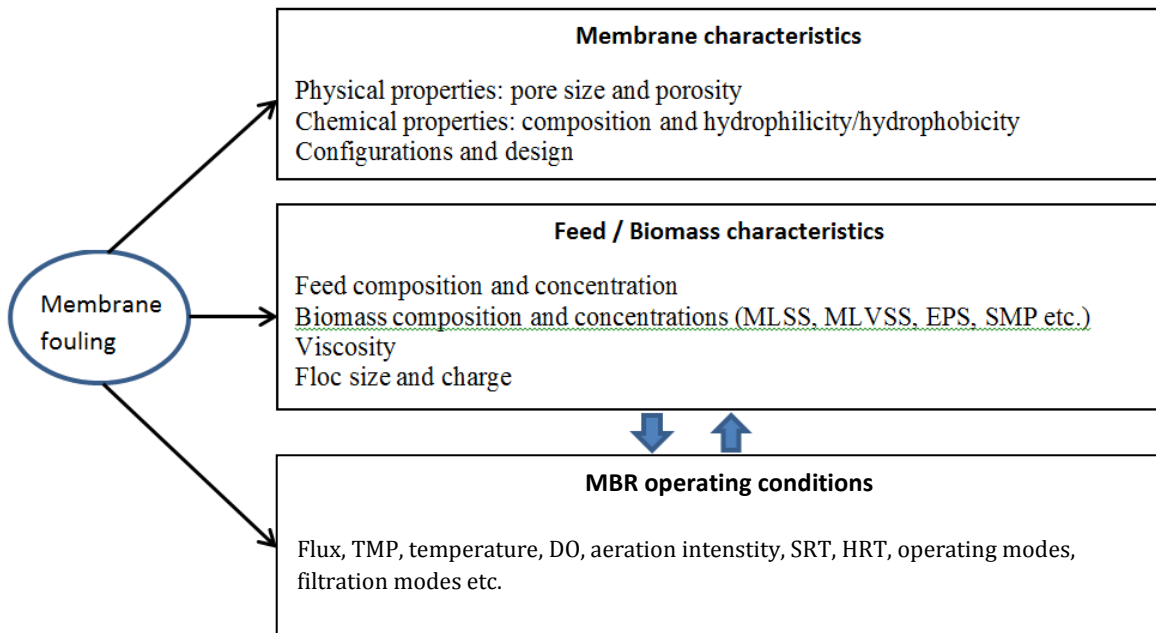 Membrane characteristics
Physical properties: pore size and porosity
Chemical properties: composition and hydrophilicity/hydrophobicity
Configurations and design
Feed / Biomass characteristics
Feed composition and concentration
Biomass composition and concentrations (MLSS, MLVSS, EPS, SMP etc.)
Viscosity
Floc size and charge
Membrane
fouling
MBR operating conditions
Flux, TMP, temperature, DO, aeration intenstity, SRT, HRT, operating modes,
filtration modes etc.